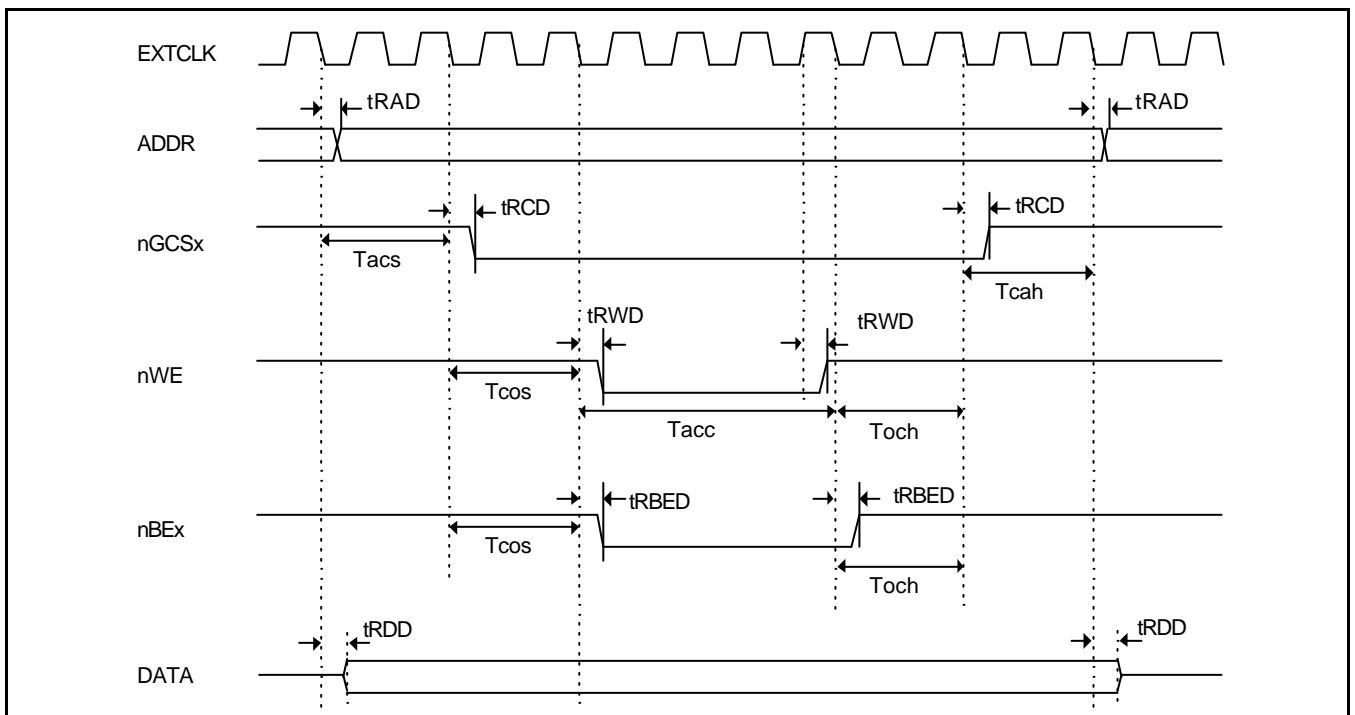 EXTCLK
tRAD
tRAD
ADDR
tRCD
tRCD
nGCSx
Tacs
Tcah
tRWD
tRWD
nWE
Tcos
Tacc
Toch
tRBED
tRBED
nBEx
Tcos
Toch
tRDD
tRDD
DATA